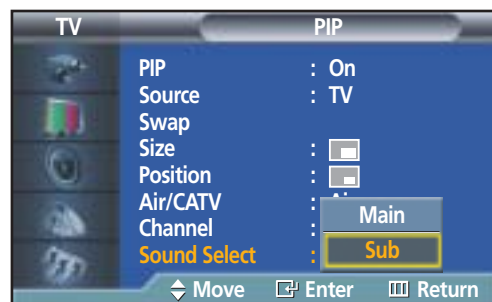 TV PIP
PIP : On
Source : TV
Swap
Size :
Position :
Air/CATV :
Channel : Main
Sound Select : Sub
Move Enter Return